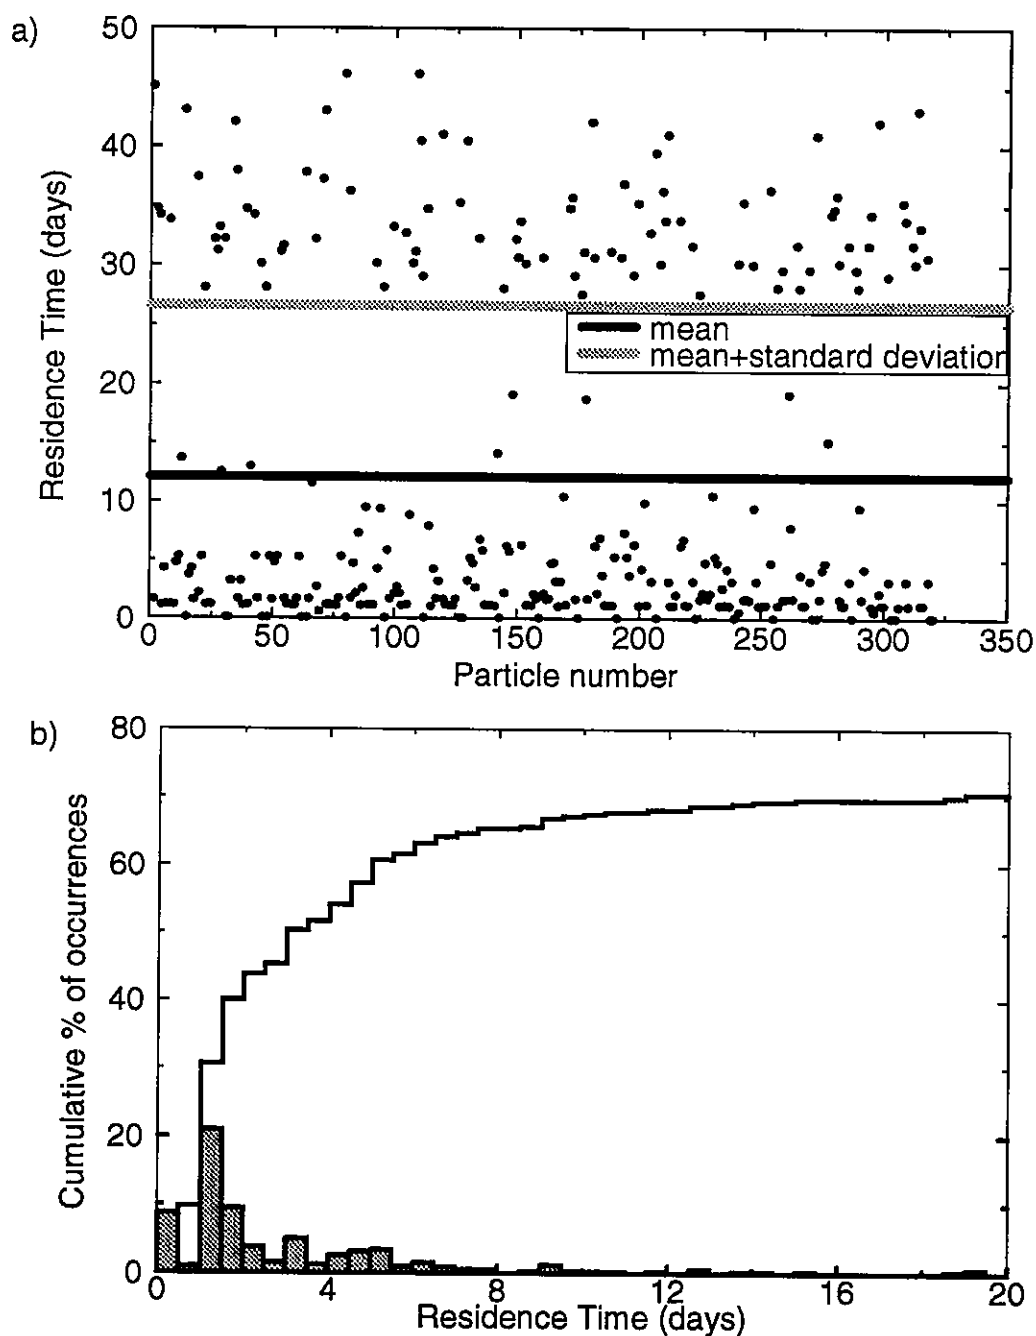 a)
50
40
30
20
10
0
Residence Time (days)
mean
mean+standard deviation
0 50 100 150 200 250 300 350
Particle number
b)
80
60
40
20
0
Cumulative % of occurrences
0 4 8 12 16 20
Residence Time (days)